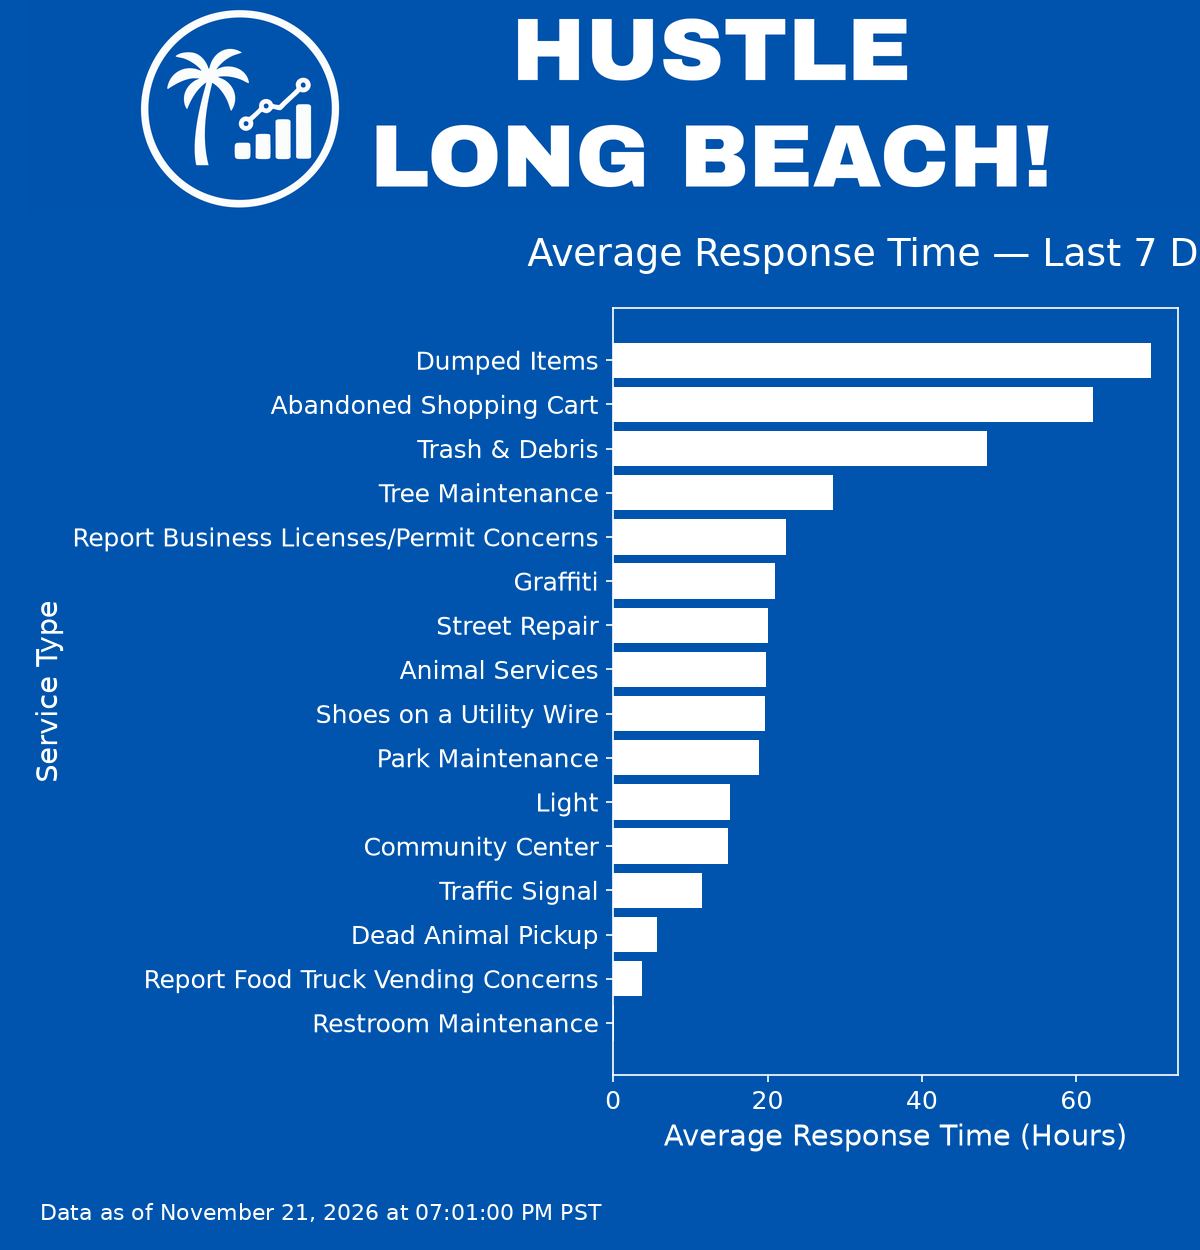 HUSTLE
LONG BEACH!
Average Response Time — Last 7 D
Dumped Items
Abandoned Shopping Cart
Trash & Debris
Tree Maintenance
Report Business Licenses/Permit Concerns
Graffiti
Street Repair
Animal Services
Shoes on a Utility Wire
Park Maintenance
Light
Community Center
Traffic Signal
Dead Animal Pickup
Report Food Truck Vending Concerns
Restroom Maintenance
Service Type
0 20 40 60
Average Response Time (Hours)
Data as of November 21, 2026 at 07:01:00 PM PST